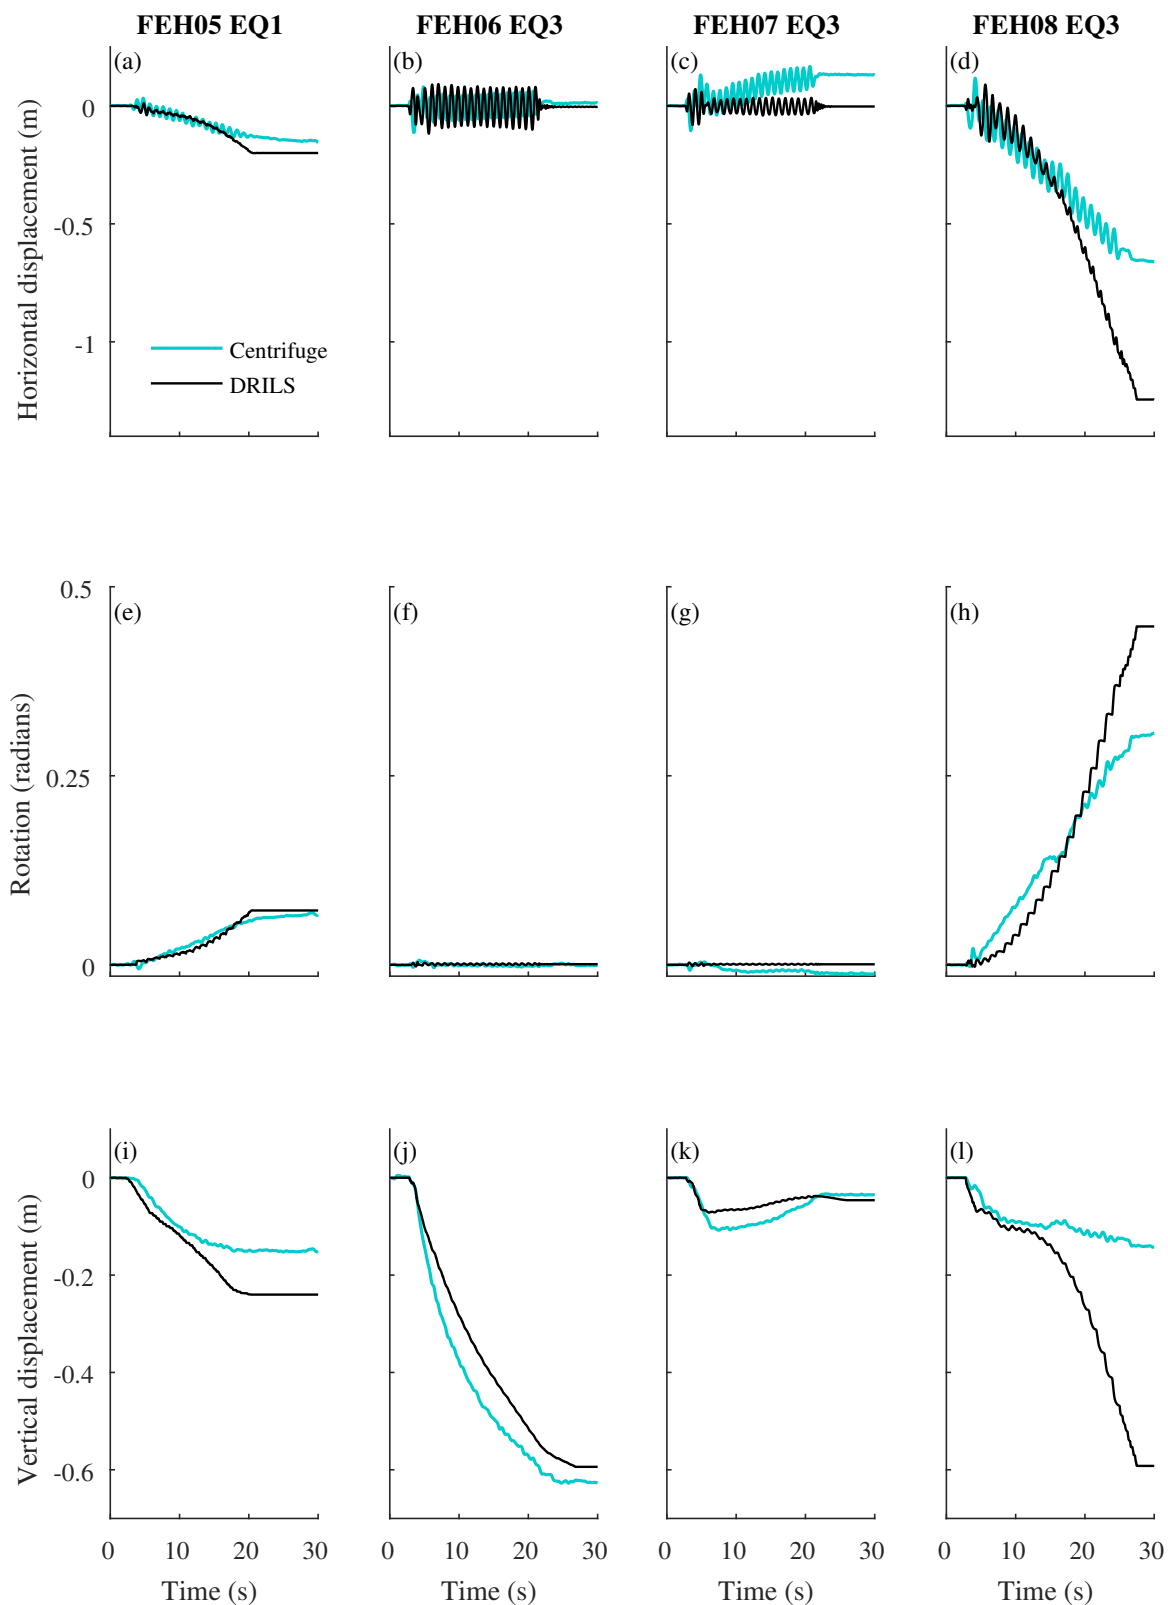 FEH05 EQ1 FEH06 EQ3 FEH07 EQ3 FEH08 EQ3
(a) (b) (c) (d)
Horizontal displacement (m)
0
-0.5
-1
Centrifuge
DRILS
(e) (f) (g) (h)
Rotation (radians)
0.5
0.25
0
(i) (j) (k) (l)
Vertical displacement (m)
0
-0.2
-0.4
-0.6
0 10 20 30 0 10 20 30 0 10 20 30 0 10 20 30
Time (s) Time (s) Time (s) Time (s)